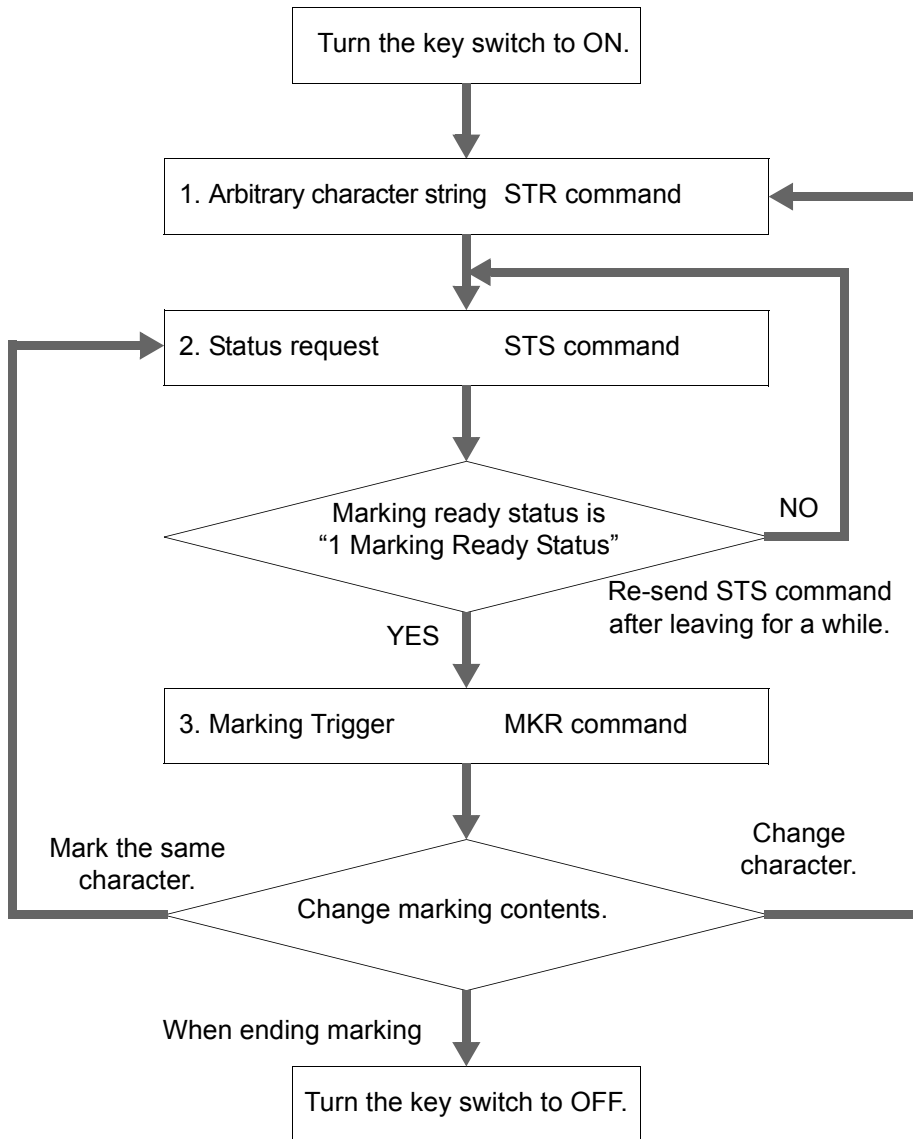 Turn the key switch to ON.
1. Arbitrary character string STR command
2. Status request STS command
Marking ready status is
“1 Marking Ready Status”
NO
Re-send STS command
after leaving for a while.
YES
3. Marking Trigger MKR command
Mark the same
character.
Change
character.
Change marking contents.
When ending marking
Turn the key switch to OFF.